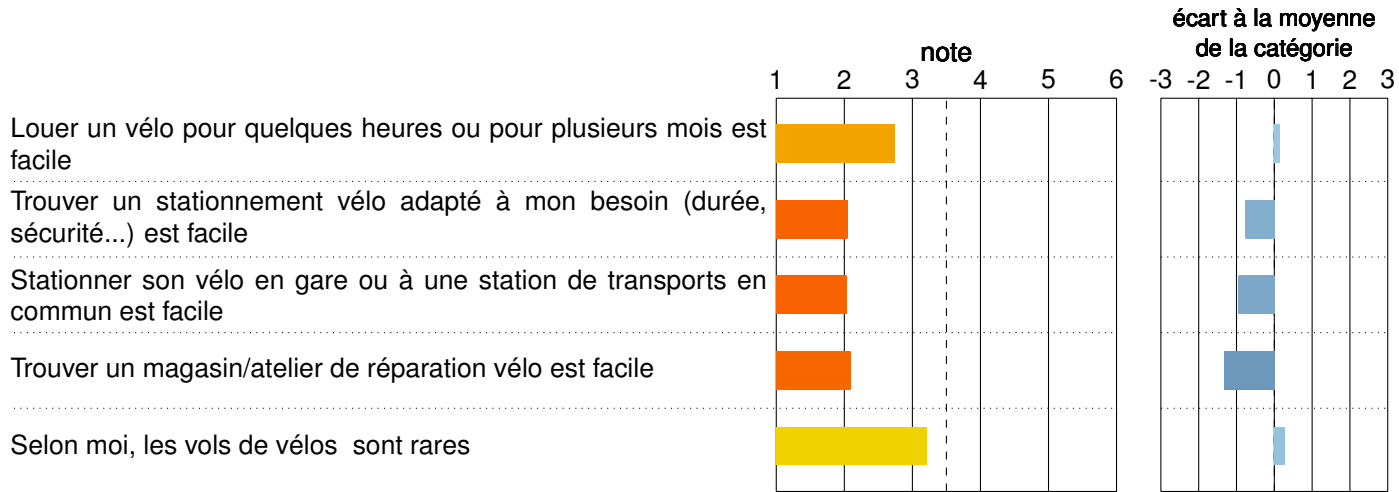 écart à la moyenne
de la catégorie
note
1 2 3 4 5 6
-3 -2 -1 0 1 2 3
Louer un vélo pour quelques heures ou pour plusieurs mois est
facile
Trouver un stationnement vélo adapté à mon besoin (durée,
sécurité...) est facile
Stationner son vélo en gare ou à une station de transports en
commun est facile
Trouver un magasin/atelier de réparation vélo est facile
Selon moi, les vols de vélos sont rares